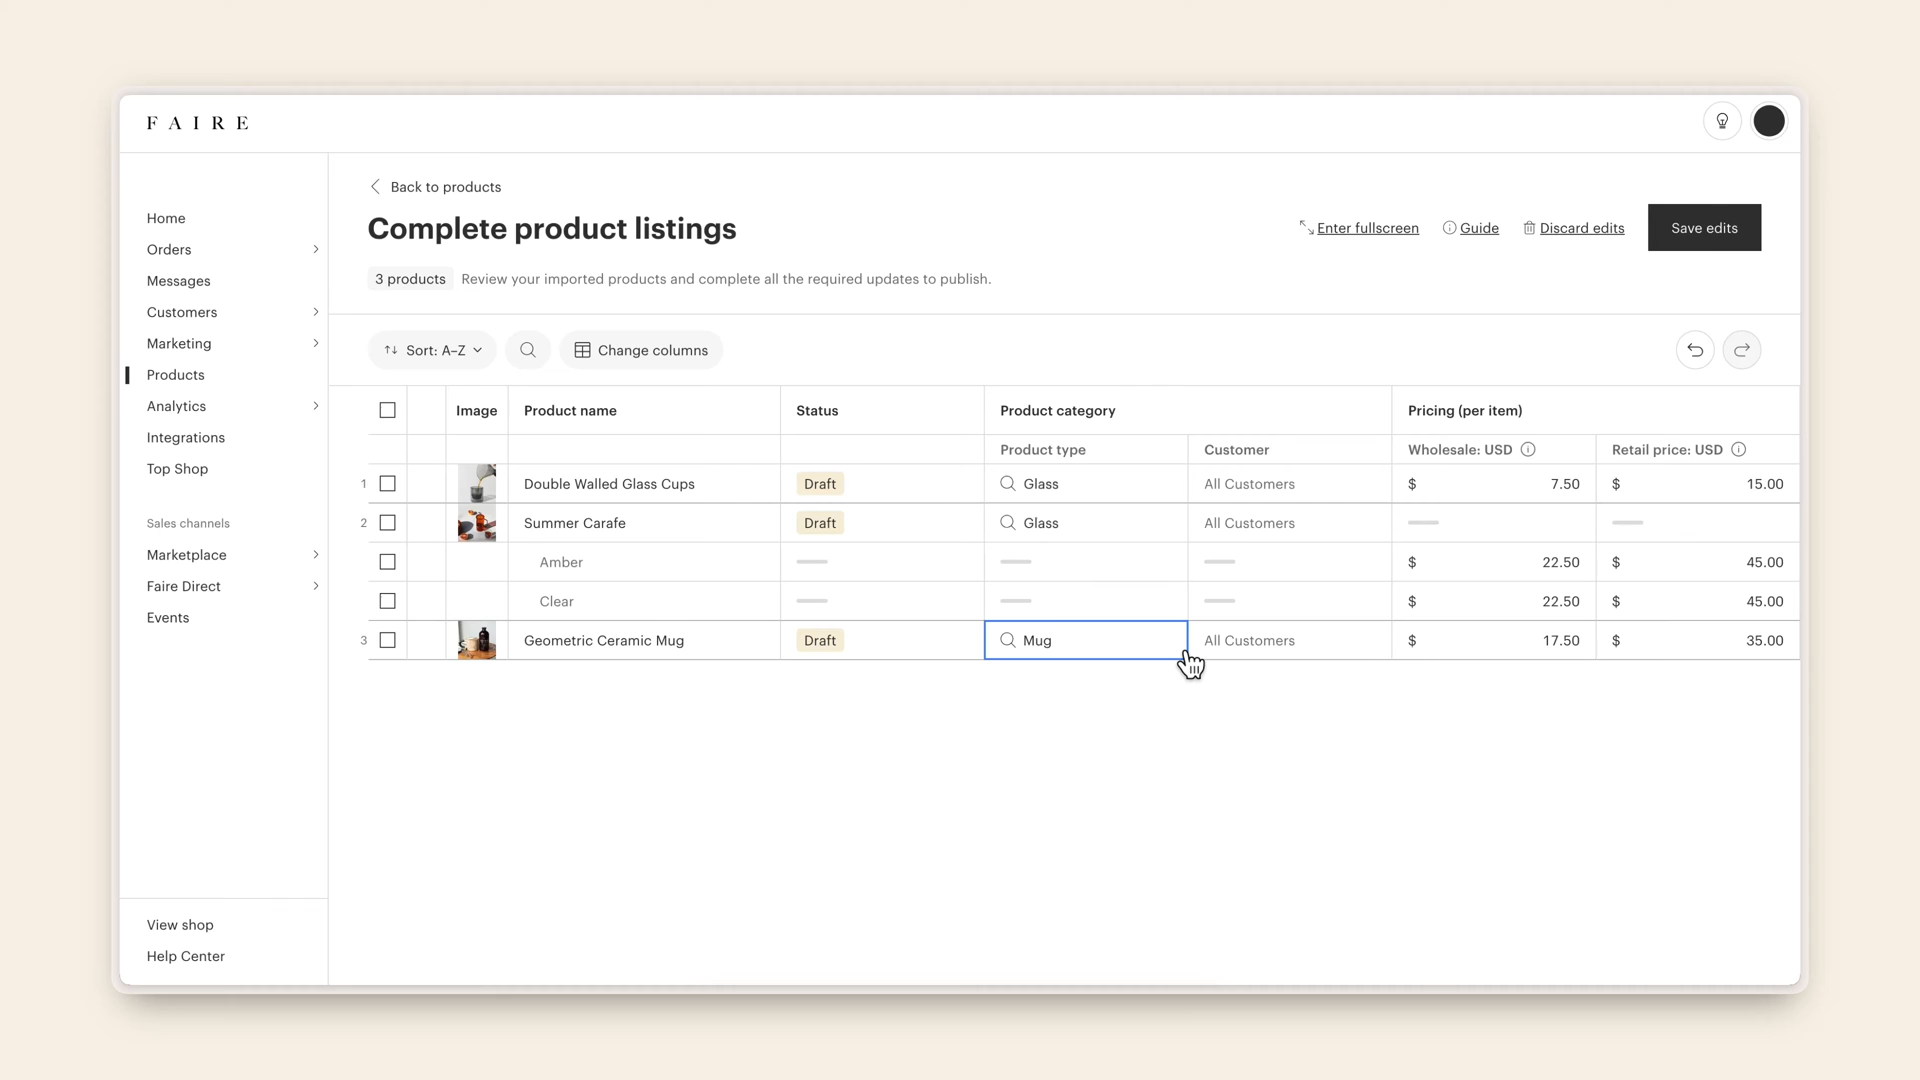 FAIRE
Home
Orders
Messages
Customers
Marketing
Products
Analytics
Integrations
Top Shop
Sales channels
Marketplace
Faire Direct
Events
View shop
Help Center
Back to products
Complete product listings
Enter fullscreen
Guide
Discard edits
Save edits
3 products Review your imported products and complete all the required updates to publish.
Sort: A–Z
Change columns
Image Product name Status Product category Pricing (per item)
Product type Customer Wholesale: USD Retail price: USD
1 Double Walled Glass Cups Draft Glass All Customers $ 7.50 $ 15.00
2 Summer Carafe Draft Glass All Customers
Amber $ 22.50 $ 45.00
Clear $ 22.50 $ 45.00
3 Geometric Ceramic Mug Draft Mug All Customers $ 17.50 $ 35.00